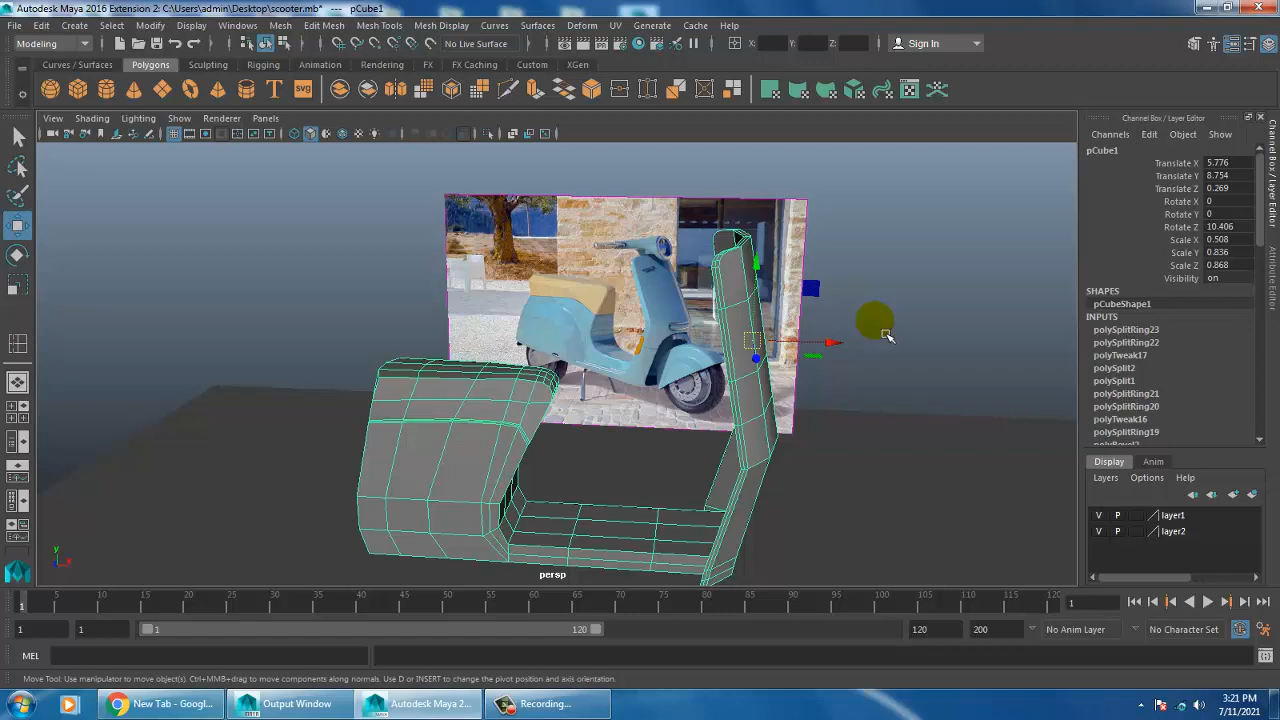 Autodesk Maya 2016 Extension 2: C:\Users\admin\Desktop\scooter.mb* --- pCube1
File Edit Create Select Modify Display Windows Mesh Edit Mesh Mesh Tools Mesh Display Curves Surfaces Deform UV Generate Cache Help
Modeling No Live Surface X: Y: Z: Sign In
Curves / Surfaces Polygons Sculpting Rigging Animation Rendering FX FX Caching Custom XGen
T svg
View Shading Lighting Show Renderer Panels
Channel Box / Layer Editor
Channels Edit Object Show
pCube1
Translate X 5.776
Translate Y 8.754
Translate Z 0.269
Rotate X 0
Rotate Y 0
Rotate Z 10.406
Scale X 0.508
Scale Y 0.836
Scale Z 0.868
Visibility on
SHAPES
pCubeShape1
INPUTS
polySplitRing23
polySplitRing22
polyTweak17
polySplit2
polySplit1
polySplitRing21
polySplitRing20
polyTweak16
polySplitRing19
polyBevel2
Channel Box / Layer Editor
Attribute Editor
Display Anim
Layers Options Help
V P layer1
V P layer2
y
x
persp
1 5 10 15 20 25 30 35 40 45 50 55 60 65 70 75 80 85 90 95 100 105 110 115 120 1
1 1 1 120 120 200 No Anim Layer No Character Set
MEL
Move Tool: Use manipulator to move object(s). Ctrl+MMB+drag to move components along normals. Use D or INSERT to change the pivot position and axis orientation.
New Tab - Googl... Output Window Autodesk Maya 2... Recording...
3:21 PM
7/11/2021